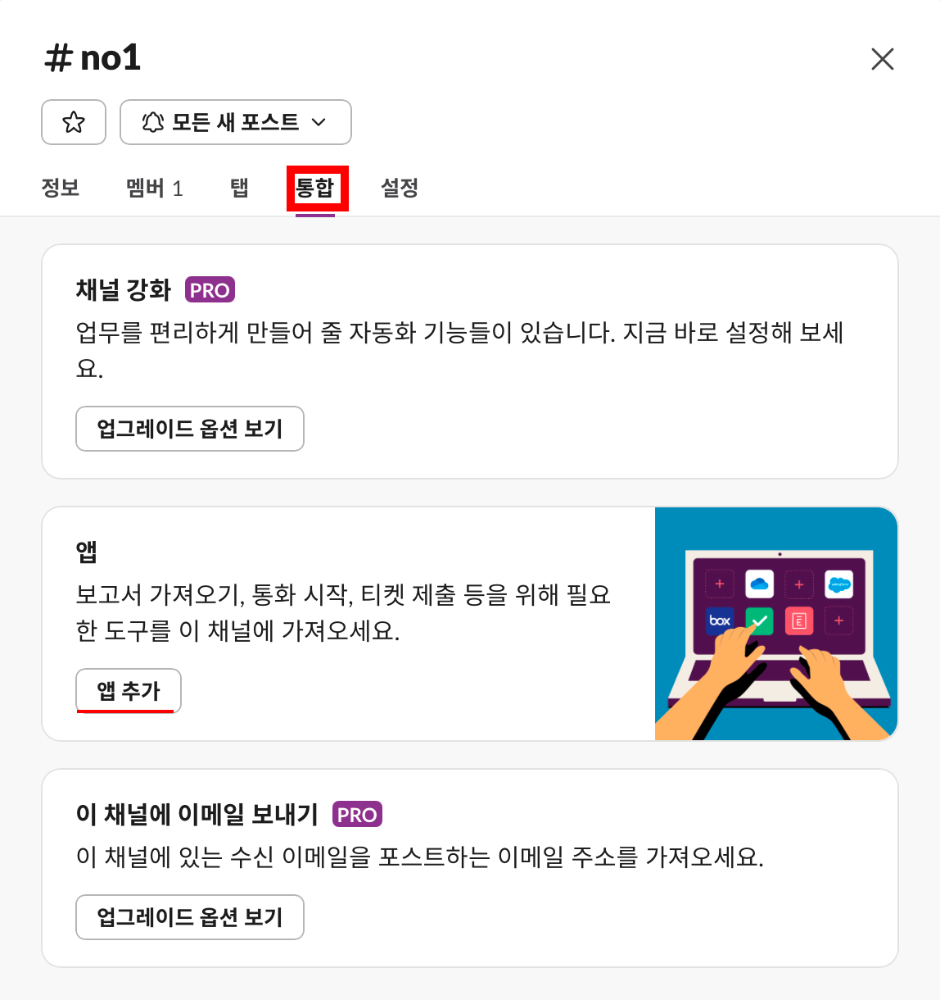 # no1
모든 새 포스트
정보 멤버 1 탭 통합 설정
채널 강화 PRO
업무를 편리하게 만들어 줄 자동화 기능들이 있습니다. 지금 바로 설정해 보세
요.
업그레이드 옵션 보기
앱
보고서 가져오기, 통화 시작, 티켓 제출 등을 위해 필요
한 도구를 이 채널에 가져오세요.
앱 추가
salesforce
box
E
이 채널에 이메일 보내기 PRO
이 채널에 있는 수신 이메일을 포스트하는 이메일 주소를 가져오세요.
업그레이드 옵션 보기